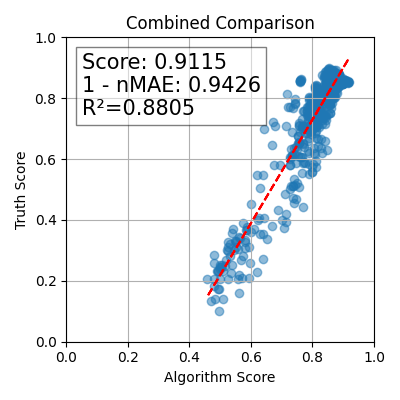 Combined Comparison
Score: 0.9115
1 - nMAE: 0.9426
R²=0.8805
Truth Score
1.0
0.8
0.6
0.4
0.2
0.0
0.0 0.2 0.4 0.6 0.8 1.0
Algorithm Score